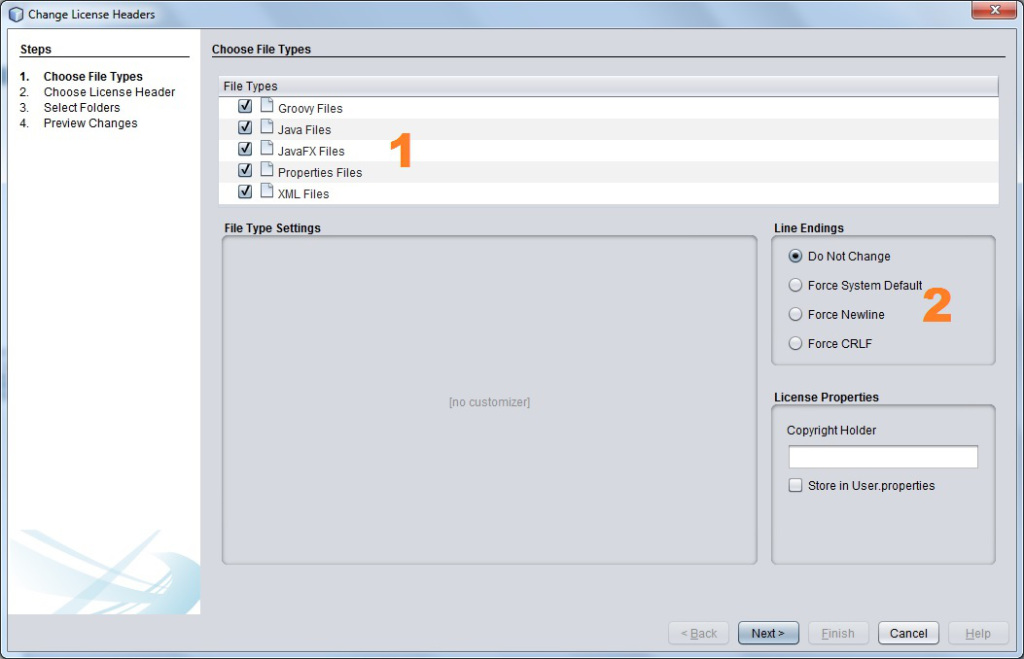 Change License Headers
Steps
1. Choose File Types
2. Choose License Header
3. Select Folders
4. Preview Changes
Choose File Types
File Types
Groovy Files
Java Files
JavaFX Files
Properties Files
XML Files
1
File Type Settings
[no customizer]
Line Endings
Do Not Change
Force System Default
Force Newline
Force CRLF
2
License Properties
Copyright Holder
Store in User.properties
< Back
Next >
Finish
Cancel
Help